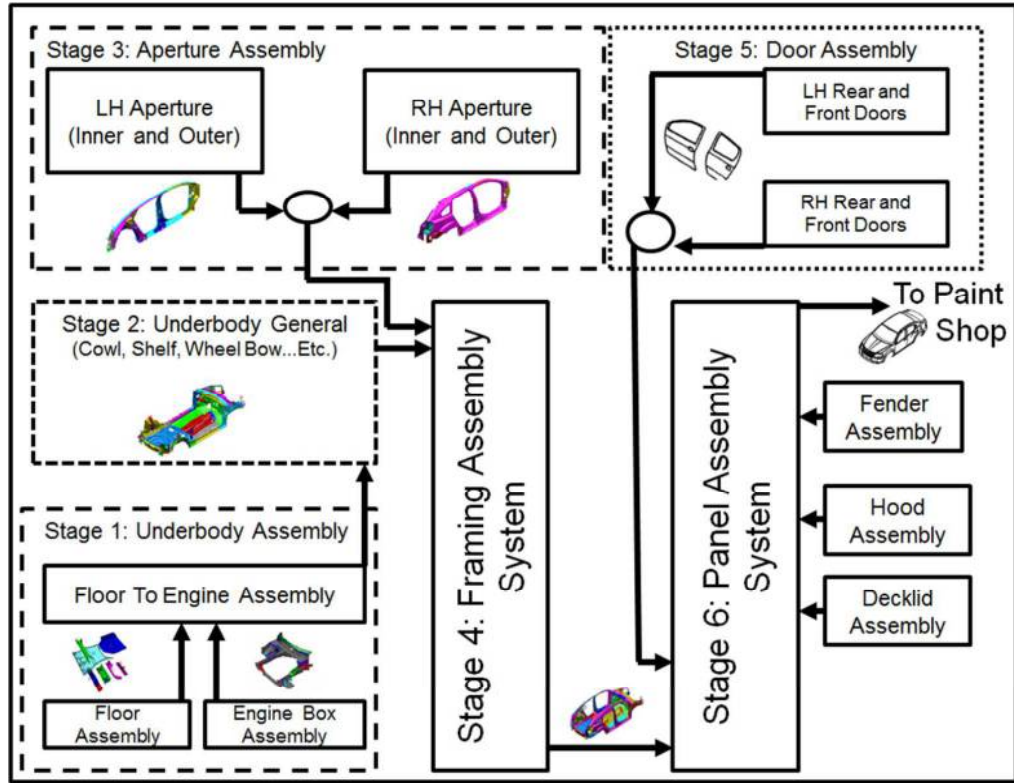 Stage 3: Aperture Assembly
LH Aperture
(Inner and Outer)
RH Aperture
(Inner and Outer)
Stage 5: Door Assembly
LH Rear and
Front Doors
RH Rear and
Front Doors
Stage 2: Underbody General
(Cowl, Shelf, Wheel Bow...Etc.)
Stage 1: Underbody Assembly
Floor To Engine Assembly
Floor
Assembly
Engine Box
Assembly
Stage 4: Framing Assembly
System
Stage 6: Panel Assembly
System
To Paint
Shop
Fender
Assembly
Hood
Assembly
Decklid
Assembly